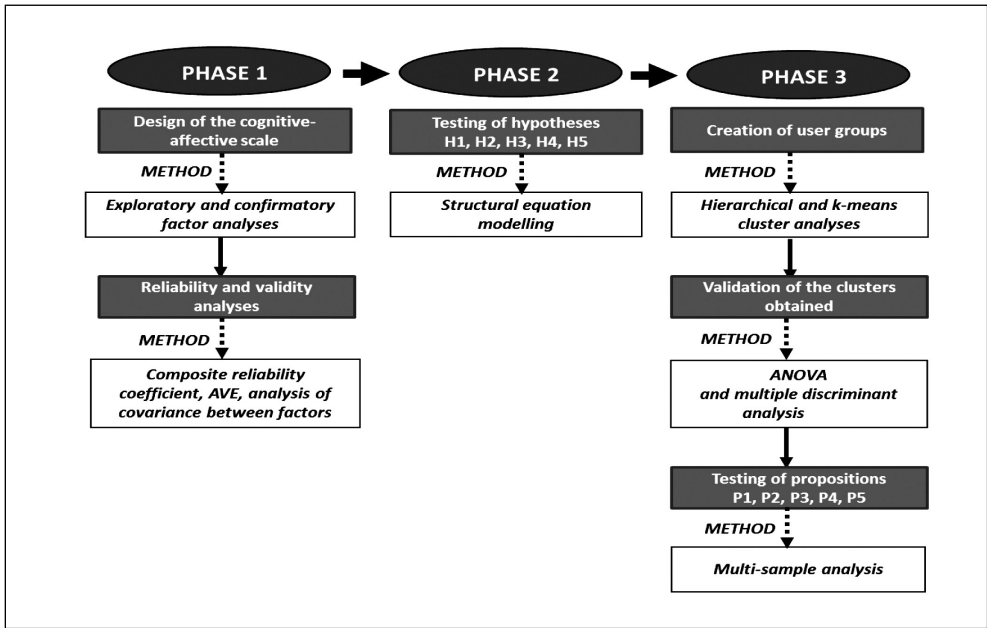 PHASE 1
Design of the cognitive-
affective scale
METHOD
Exploratory and confirmatory
factor analyses
Reliability and validity
analyses
METHOD
Composite reliability
coefficient, AVE, analysis of
covariance between factors
PHASE 2
Testing of hypotheses
H1, H2, H3, H4, H5
METHOD
Structural equation
modelling
PHASE 3
Creation of user groups
METHOD
Hierarchical and k-means
cluster analyses
Validation of the clusters
obtained
METHOD
ANOVA
and multiple discriminant
analysis
Testing of propositions
P1, P2, P3, P4, P5
METHOD
Multi-sample analysis